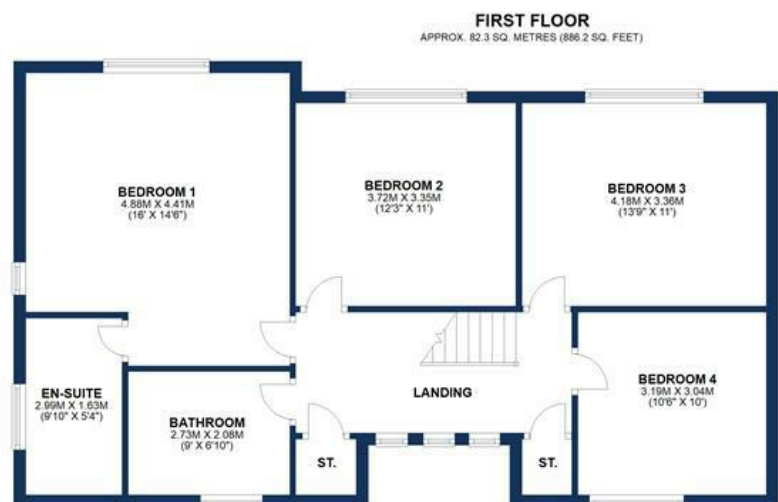 FIRST FLOOR
APPROX. 82.3 SQ. METRES (886.2 SQ. FEET)
BEDROOM 1
4.88M X 4.41M
(16' X 14'6")
BEDROOM 2
3.72M X 3.35M
(12'3" X 11')
BEDROOM 3
4.18M X 3.36M
(13'9" X 11')
EN-SUITE
2.99M X 1.63M
(9'10" X 5'4")
BATHROOM
2.73M X 2.08M
(9' X 6'10")
LANDING
BEDROOM 4
3.19M X 3.04M
(10'6" X 10')
ST.
ST.